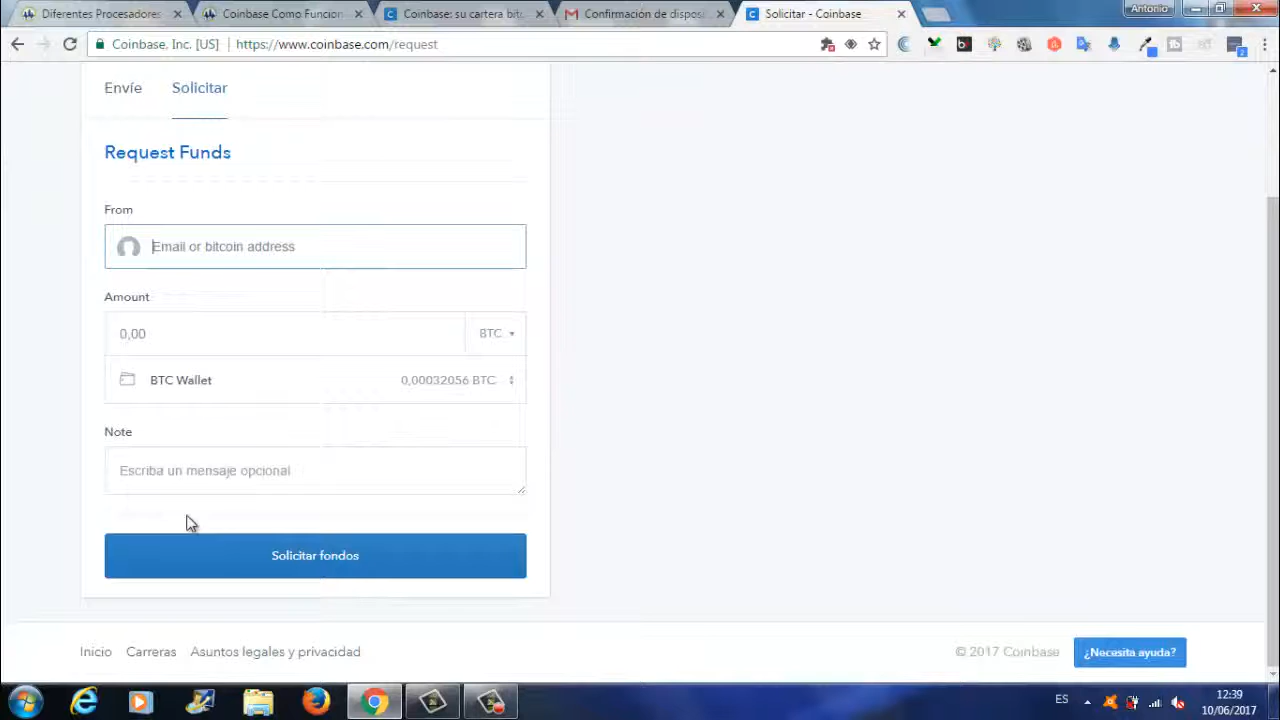 Diferentes Procesadores
Coinbase Como Funcion
Coinbase: su cartera bitc
Confirmación de dispos
Solicitar - Coinbase
Antonio
Coinbase, Inc. [US]
https://www.coinbase.com/request
Envíe
Solicitar
Request Funds
From
Email or bitcoin address
Amount
0,00
BTC
BTC Wallet
0,00032056 BTC
Note
Escriba un mensaje opcional
Solicitar fondos
Inicio
Carreras
Asuntos legales y privacidad
© 2017 Coinbase
¿Necesita ayuda?
ES
12:39
10/06/2017